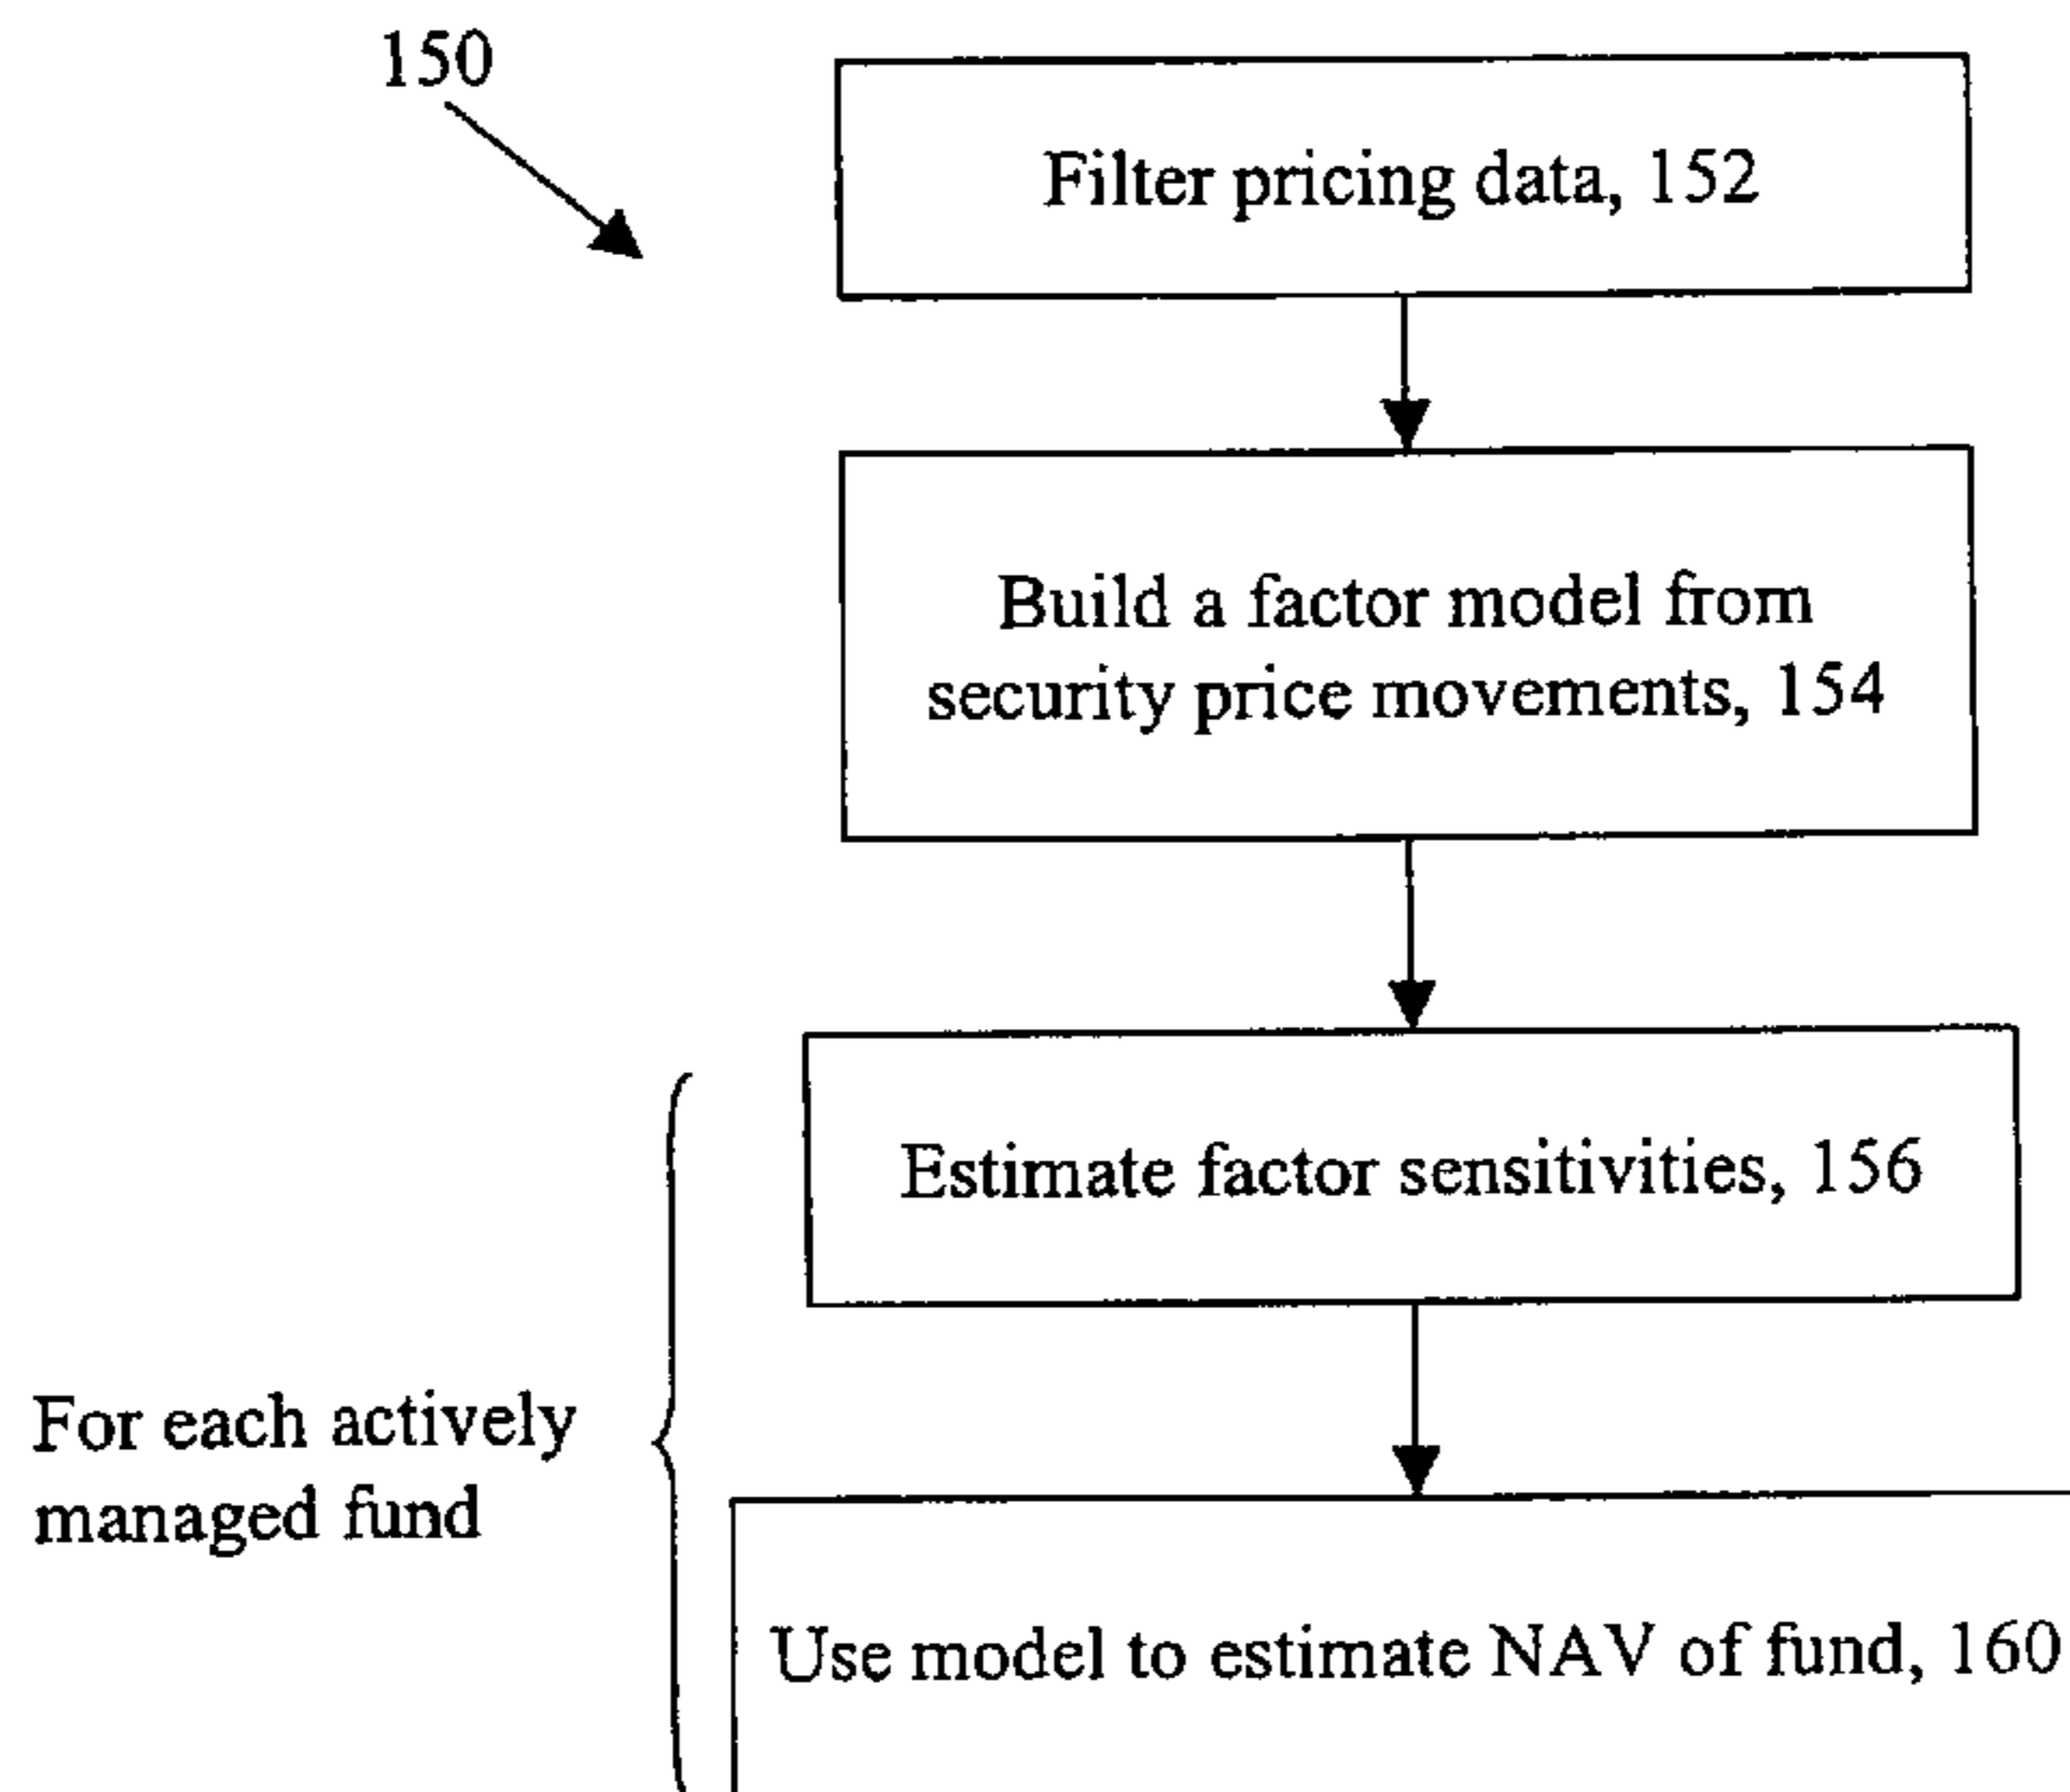 150
Filter pricing data, 152
Build a factor model from
security price movements, 154
Estimate factor sensitivities, 156
For each actively
managed fund
Use model to estimate NAV of fund, 160